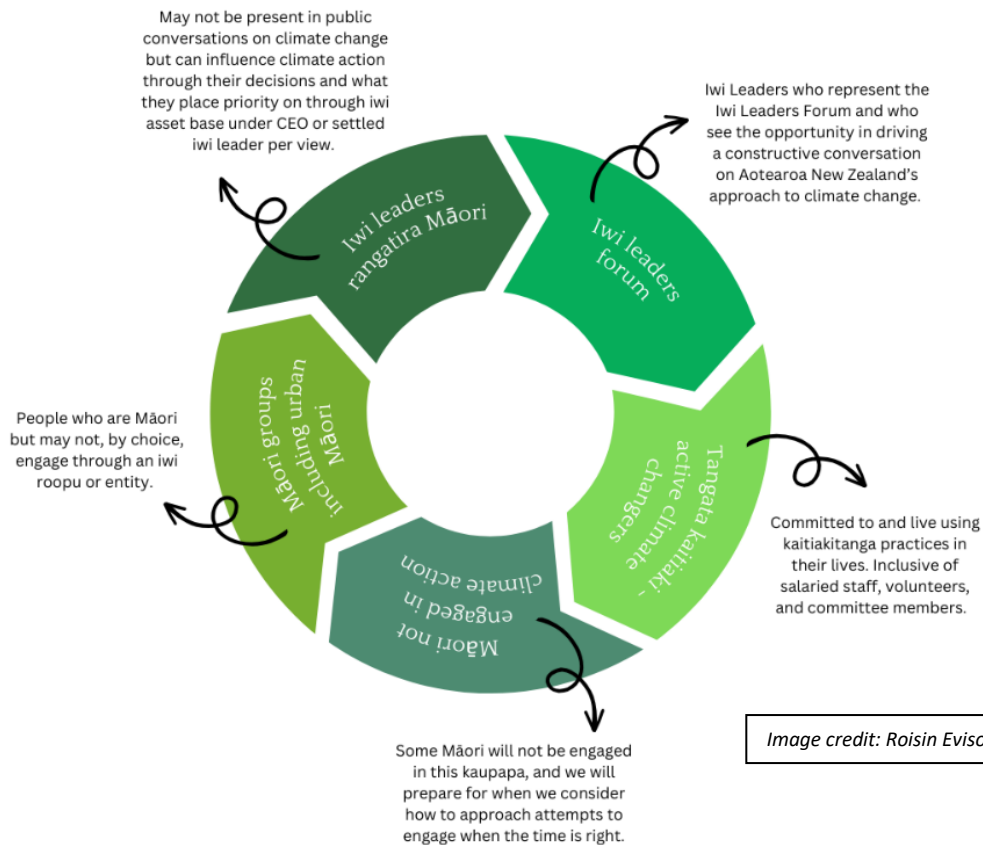 May not be present in public
conversations on climate change
but can influence climate action
through their decisions and what
they place priority on through iwi
asset base under CEO or settled
iwi leader per view.
Iwi Leaders who represent the
Iwi Leaders Forum and who
see the opportunity in driving
a constructive conversation
on Aotearoa New Zealand's
approach to climate change.
Iwi leaders
rangatira Māori
Iwi leaders
forum
People who are Māori
but may not, by choice,
engage through an iwi
roopu or entity.
Māori groups
including urban
Māori
Tangata kaitiaki -
active climate
changers
Committed to and live using
kaitiakitanga practices in
their lives. Inclusive of
salaried staff, volunteers,
and committee members.
Māori not
engaged in
climate action
Some Māori will not be engaged
in this kaupapa, and we will
prepare for when we consider
how to approach attempts to
engage when the time is right.
Image credit: Roisin Eviso